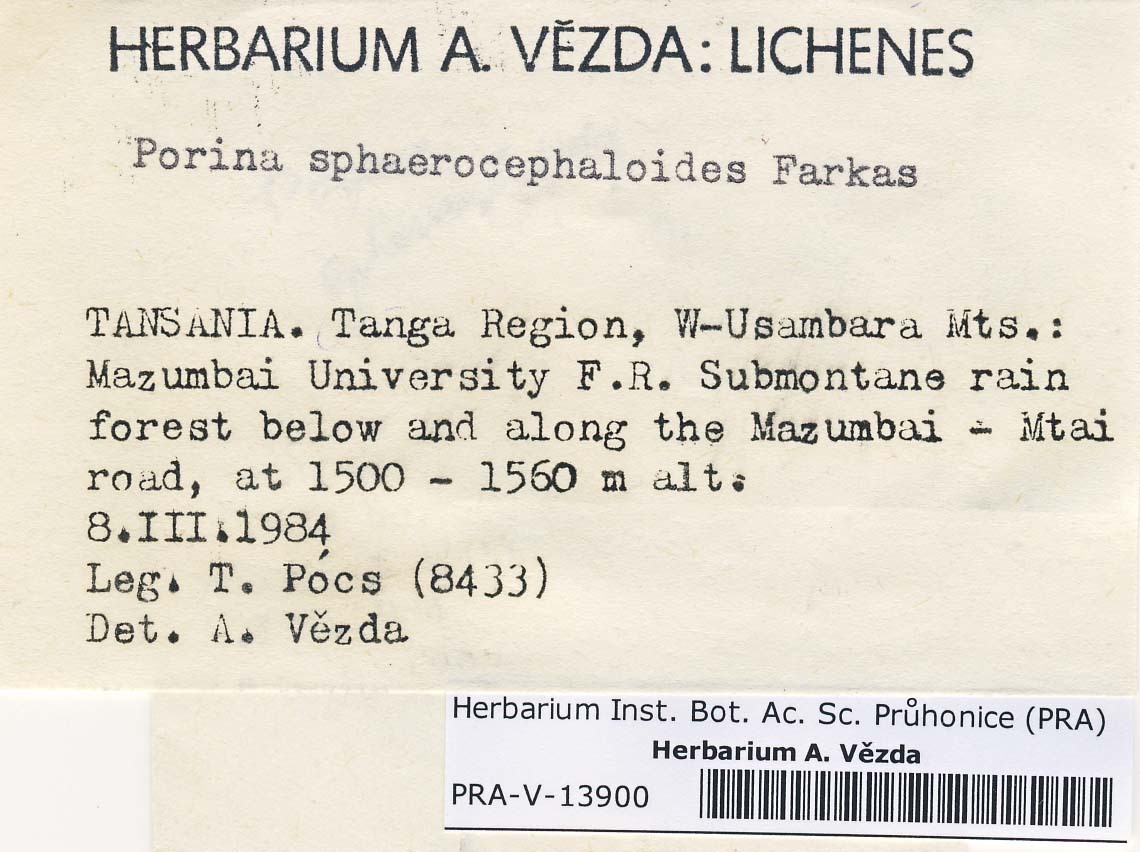 HERBARIUM A. VĚZDA: LICHENES
Porina sphaerocephaloides Farkas
TANSANIA. Tanga Region, W-Usambara Mts.:
Mazumbai University F.R. Submontane rain
forest below and along the Mazumbai - Mtai
road, at 1500 - 1560 m alt.
8.III.1984
Leg. T. Pócs (8433)
Det. A. Vězda
Herbarium Inst. Bot. Ac. Sc. Průhonice (PRA)
Herbarium A. Vězda
PRA-V-13900